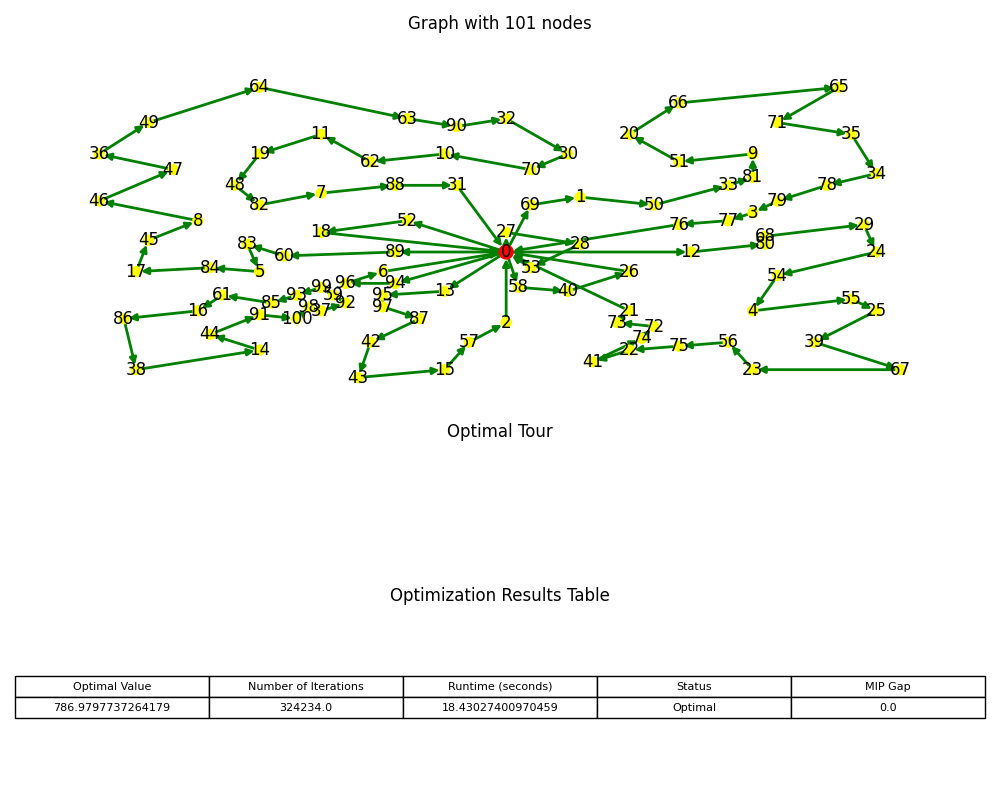 Graph with 101 nodes
64 65
66
49 63 90 32 20 71 35
11
36 19 62 10 30 51 9
47 70 81 34
48 7 88 31 33 78
46 82 69 1 50 79
8 52 3
18 27 76 77 29
45 83 28 68
60 89 0 12 80 24
17 84 5 6 53 26 54
99 96 94 58 40
61 93 59 95 13 55
16 85 98 92 97 21 4 25
86 91 100 37 87 2 73 72
44 42 57 74 56 39
14 22 75
38 43 15 41 23 67
Optimal Tour
Optimization Results Table
Optimal Value Number of Iterations Runtime (seconds) Status MIP Gap
786.9797737264179 324234.0 18.43027400970459 Optimal 0.0